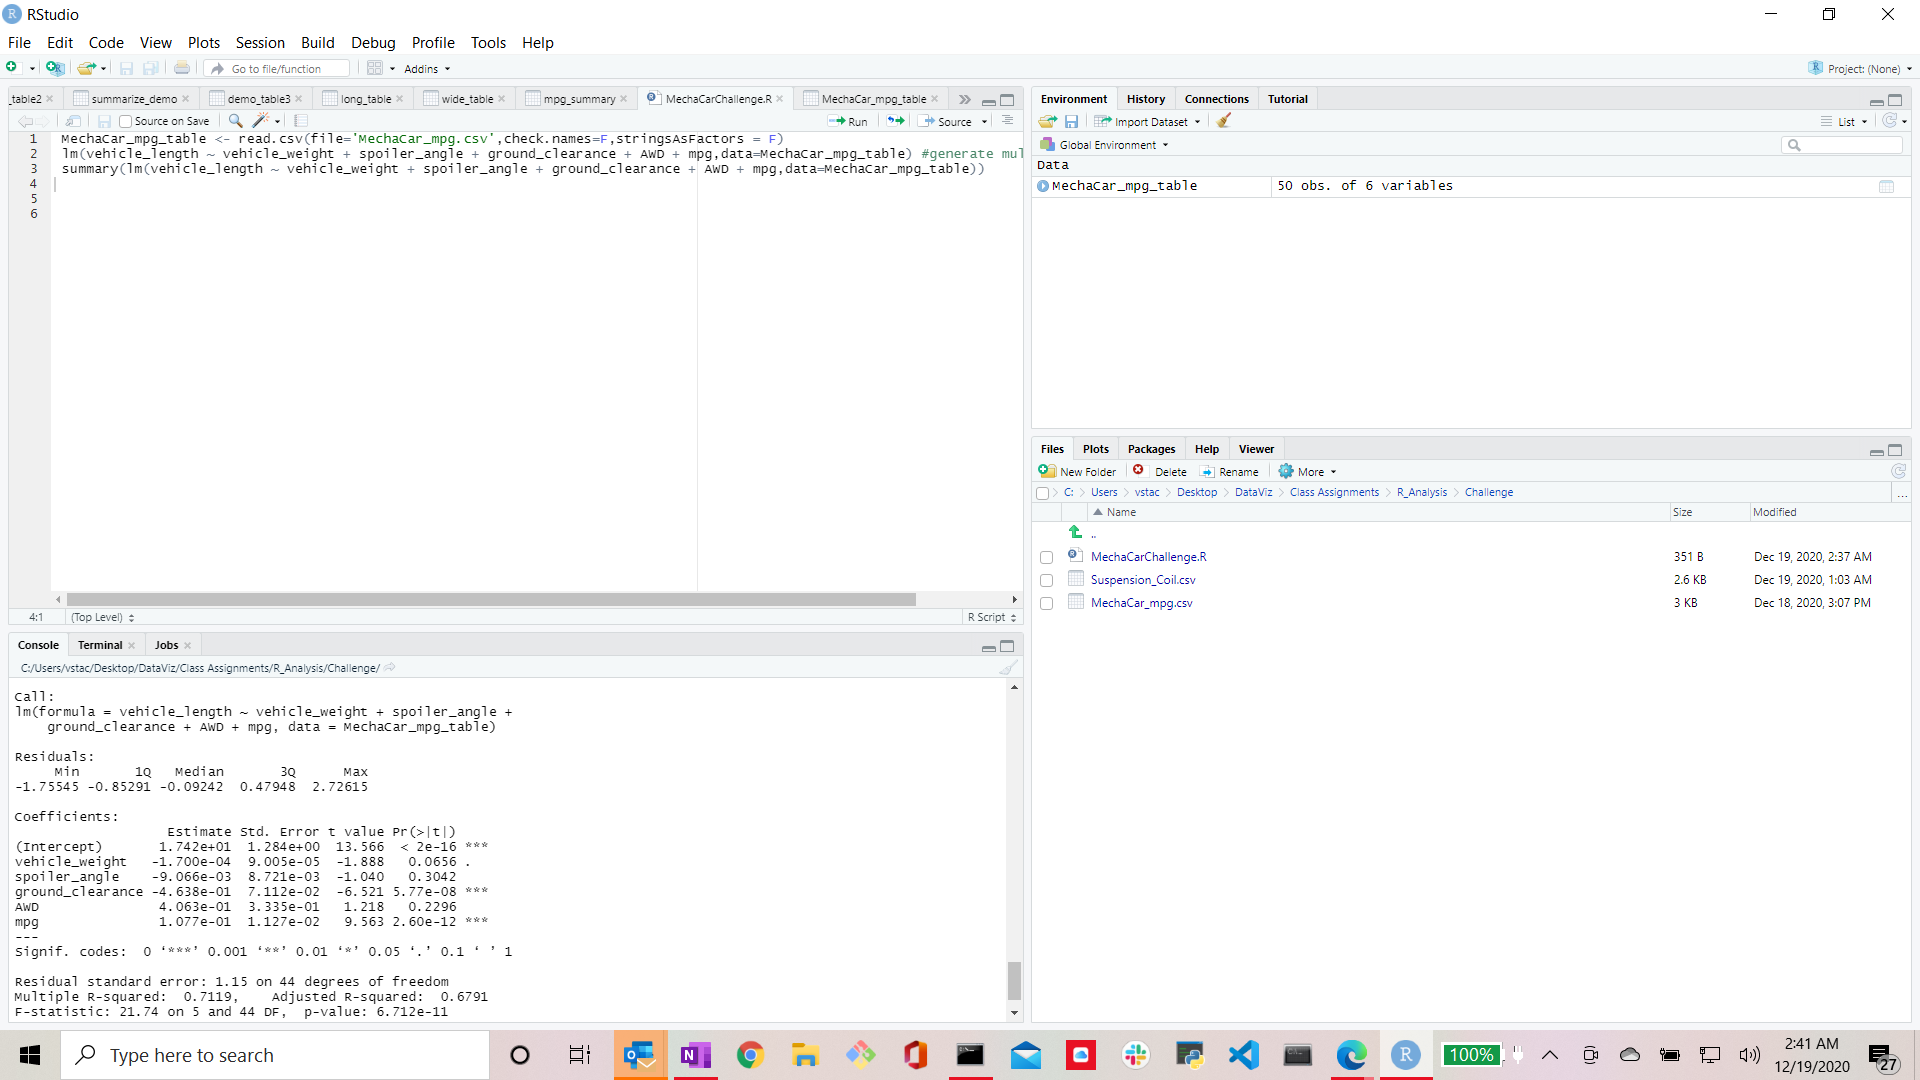 RStudio
File Edit Code View Plots Session Build Debug Profile Tools Help
Go to file/function Addins Project: (None)
_table2 summarize_demo demo_table3 long_table wide_table mpg_summary MechaCarChallenge.R MechaCar_mpg_table
Source on Save Run Source
1 MechaCar_mpg_table <- read.csv(file='MechaCar_mpg.csv',check.names=F,stringsAsFactors = F)
2 lm(vehicle_length ~ vehicle_weight + spoiler_angle + ground_clearance + AWD + mpg,data=MechaCar_mpg_table) #generate mul
3 summary(lm(vehicle_length ~ vehicle_weight + spoiler_angle + ground_clearance + AWD + mpg,data=MechaCar_mpg_table))
4
5
6
4:1 (Top Level) R Script
Console Terminal Jobs
C:/Users/vstac/Desktop/DataViz/Class Assignments/R_Analysis/Challenge/
Call:
lm(formula = vehicle_length ~ vehicle_weight + spoiler_angle +
ground_clearance + AWD + mpg, data = MechaCar_mpg_table)
Residuals:
Min 1Q Median 3Q Max
-1.75545 -0.85291 -0.09242 0.47948 2.72615
Coefficients:
Estimate Std. Error t value Pr(>|t|)
(Intercept) 1.742e+01 1.284e+00 13.566 < 2e-16 ***
vehicle_weight -1.700e-04 9.005e-05 -1.888 0.0656 .
spoiler_angle -9.066e-03 8.721e-03 -1.040 0.3042
ground_clearance -4.638e-01 7.112e-02 -6.521 5.77e-08 ***
AWD 4.063e-01 3.335e-01 1.218 0.2296
mpg 1.077e-01 1.127e-02 9.563 2.60e-12 ***
---
Signif. codes: 0 ‘***’ 0.001 ‘**’ 0.01 ‘*’ 0.05 ‘.’ 0.1 ‘ ’ 1
Residual standard error: 1.15 on 44 degrees of freedom
Multiple R-squared: 0.7119, Adjusted R-squared: 0.6791
F-statistic: 21.74 on 5 and 44 DF, p-value: 6.712e-11
Environment History Connections Tutorial
Import Dataset List
Global Environment
Data
MechaCar_mpg_table 50 obs. of 6 variables
Files Plots Packages Help Viewer
New Folder Delete Rename More
C: Users vstac Desktop DataViz Class Assignments R_Analysis Challenge ...
Name Size Modified
..
MechaCarChallenge.R 351 B Dec 19, 2020, 2:37 AM
Suspension_Coil.csv 2.6 KB Dec 19, 2020, 1:03 AM
MechaCar_mpg.csv 3 KB Dec 18, 2020, 3:07 PM
Type here to search 100% 2:41 AM
12/19/2020 27